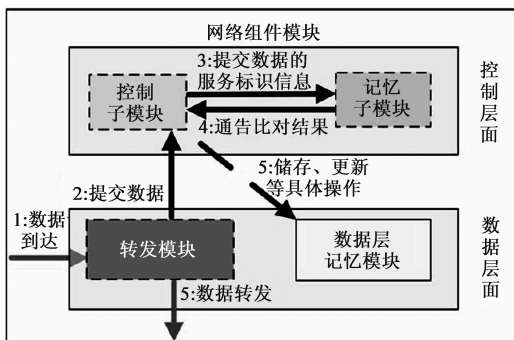 网络组件模块
3:提交数据的
服务标识信息
控制
子模块
记忆
子模块
4:通告比对结果
控制层面
2:提交数据
5:储存、更新
等具体操作
1:数据
到达
转发模块
数据层
记忆模块
数据层面
5:数据转发